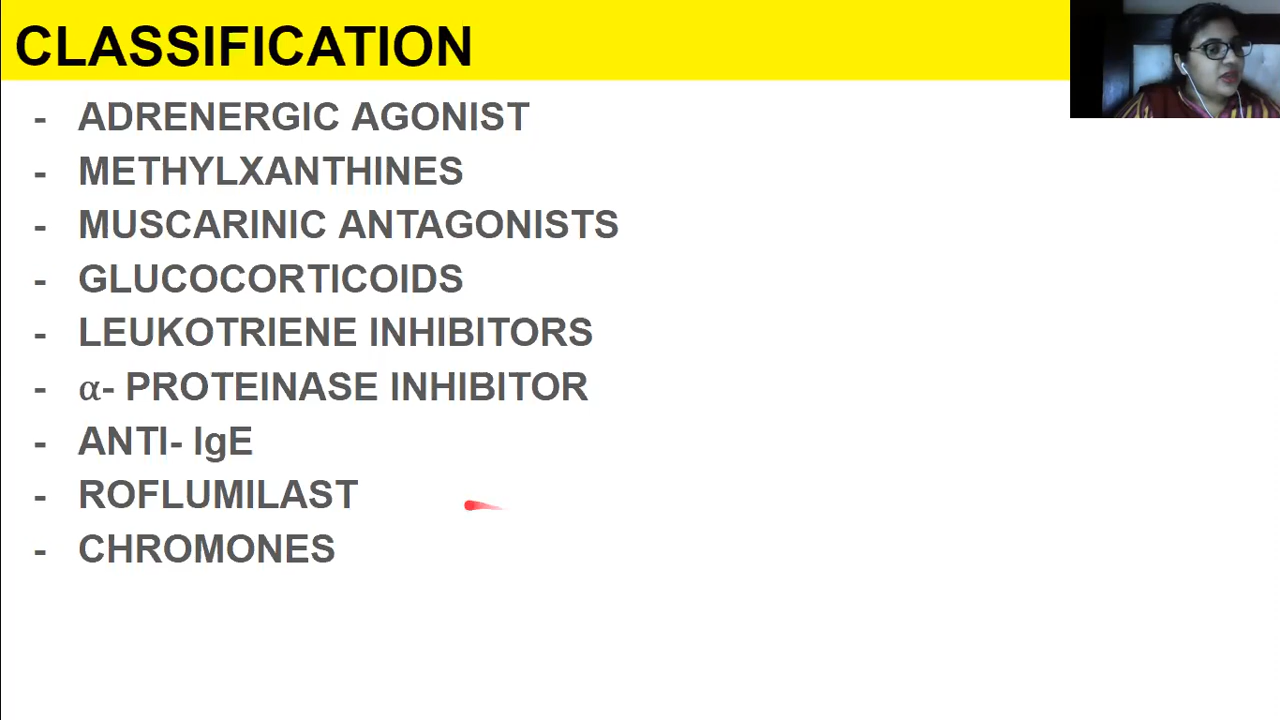 CLASSIFICATION
- ADRENERGIC AGONIST
- METHYLXANTHINES
- MUSCARINIC ANTAGONISTS
- GLUCOCORTICOIDS
- LEUKOTRIENE INHIBITORS
- α- PROTEINASE INHIBITOR
- ANTI- IgE
- ROFLUMILAST
- CHROMONES